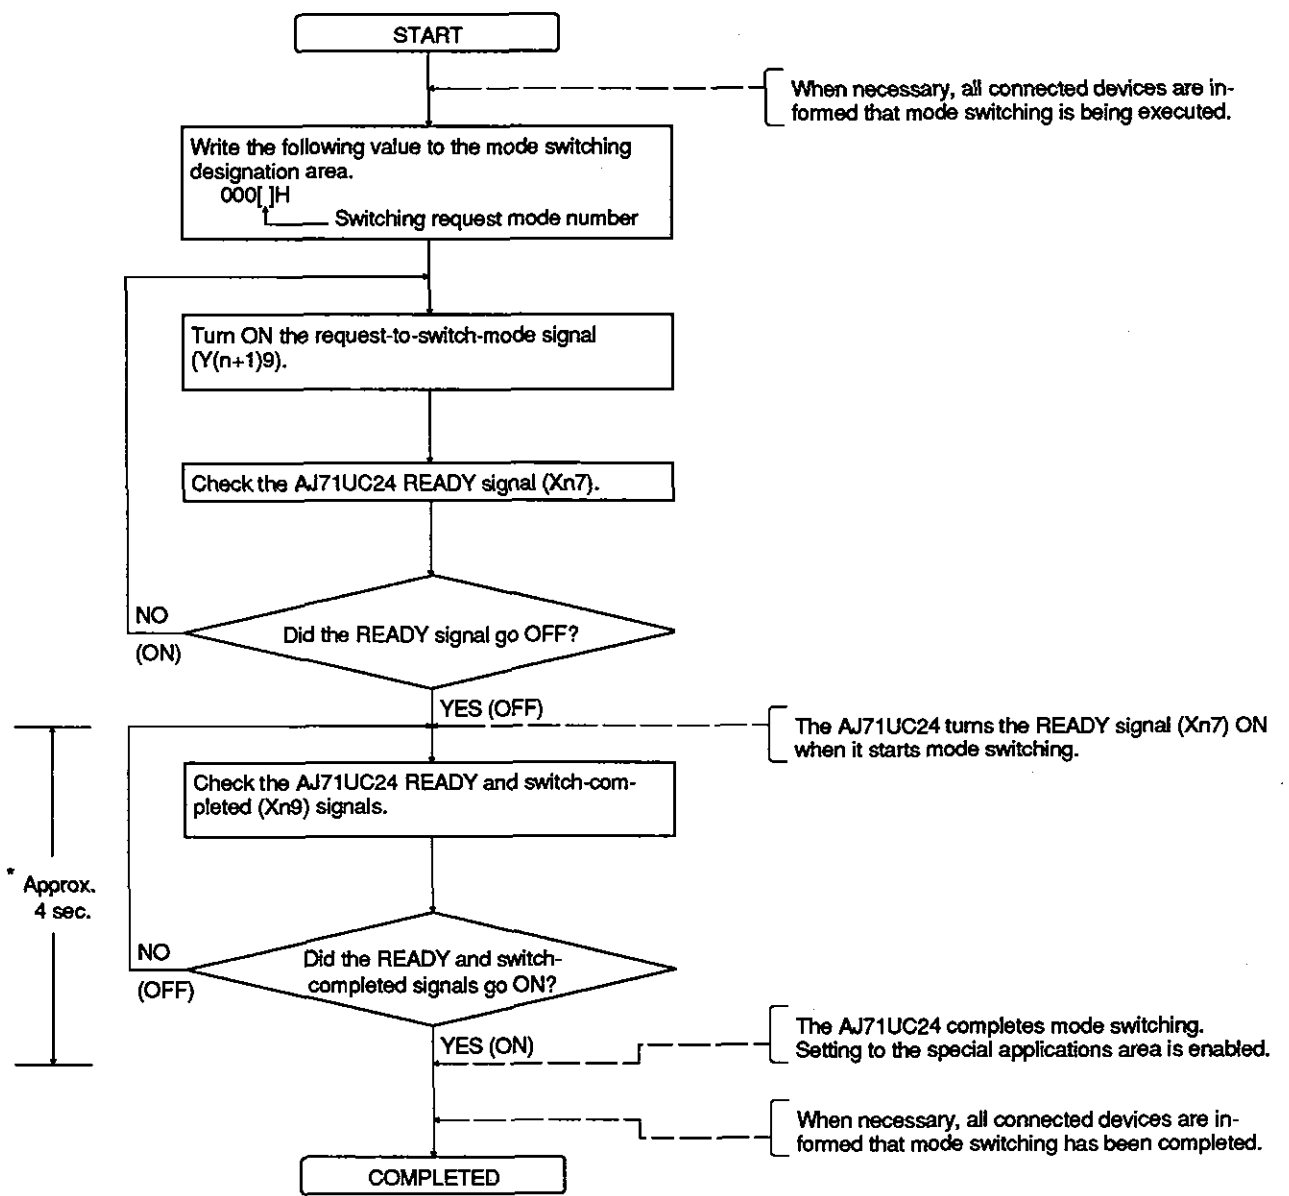 START
When necessary, all connected devices are in-
formed that mode switching is being executed.
Write the following value to the mode switching
designation area.
000[ ]H
Switching request mode number
Turn ON the request-to-switch-mode signal
(Y(n+1)9).
Check the AJ71UC24 READY signal (Xn7).
NO
(ON)
Did the READY signal go OFF?
YES (OFF)
The AJ71UC24 turns the READY signal (Xn7) ON
when it starts mode switching.
Check the AJ71UC24 READY and switch-com-
pleted (Xn9) signals.
* Approx.
4 sec.
NO
(OFF)
Did the READY and switch-
completed signals go ON?
YES (ON)
The AJ71UC24 completes mode switching.
Setting to the special applications area is enabled.
When necessary, all connected devices are in-
formed that mode switching has been completed.
COMPLETED